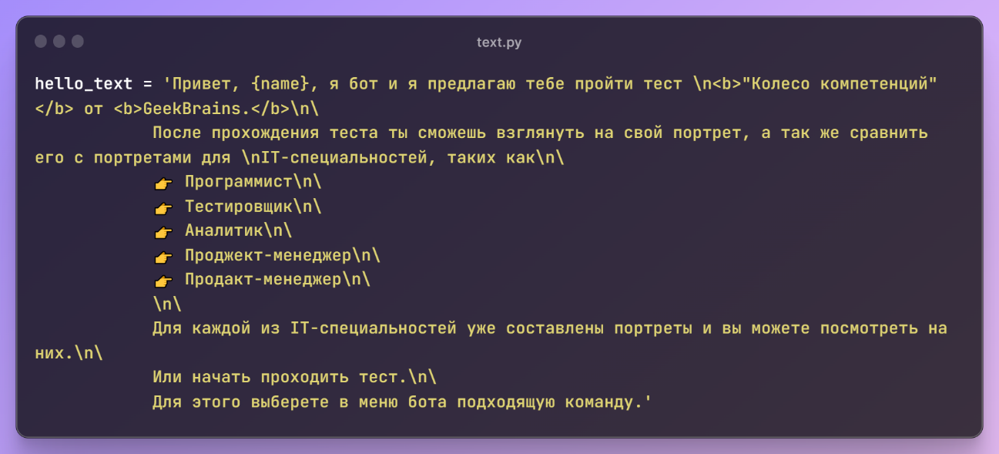 text.py
hello_text = 'Привет, {name}, я бот и я предлагаю тебе пройти тест \n<b>"Колесо компетенций"
</b> от <b>GeekBrains.</b>\n\
После прохождения теста ты сможешь взглянуть на свой портрет, а так же сравнить
его с портретами для \nIT-специальностей, таких как\n\
👉 Программист\n\
👉 Тестировщик\n\
👉 Аналитик\n\
👉 Проджект-менеджер\n\
👉 Продакт-менеджер\n\
\n\
Для каждой из IT-специальностей уже составлены портреты и вы можете посмотреть на
них.\n\
Или начать проходить тест.\n\
Для этого выберете в меню бота подходящую команду.'